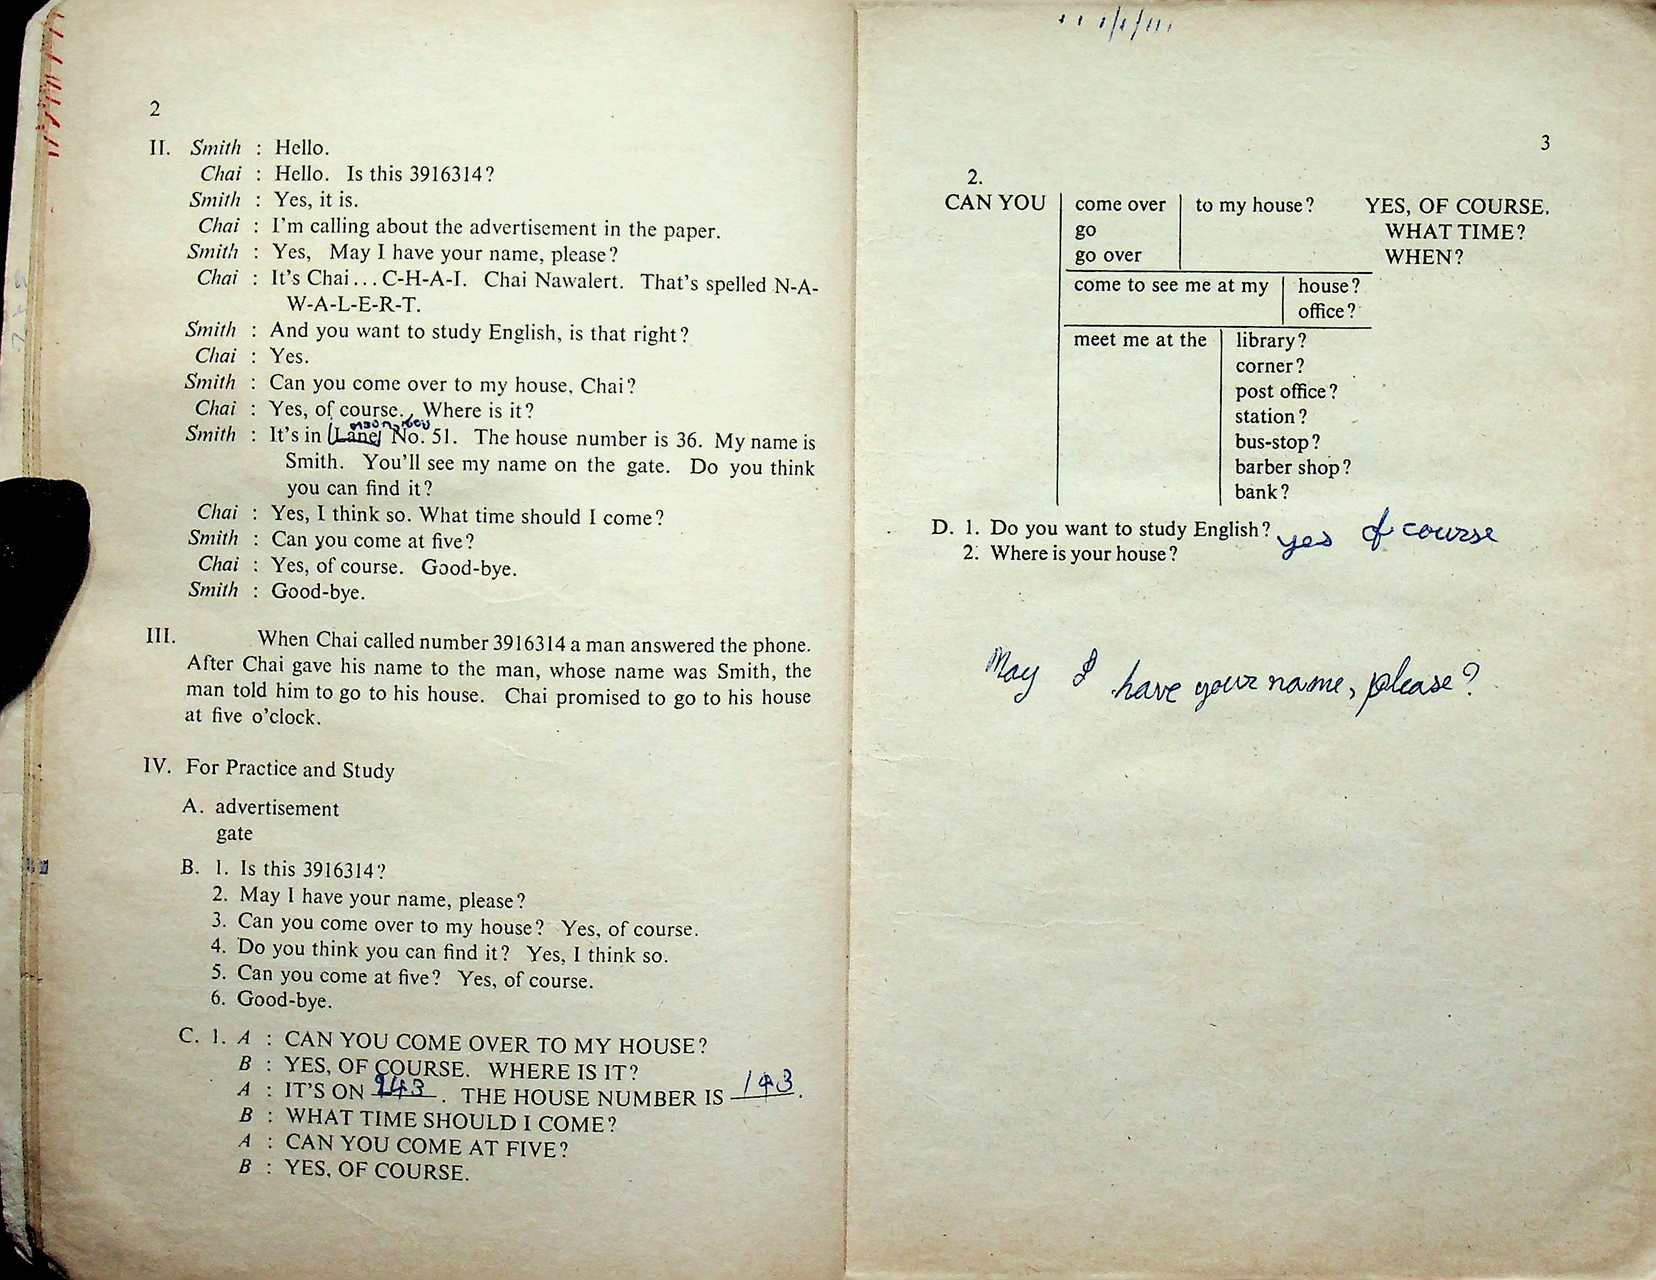 2
II. Smith : Hello.
Chai : Hello. Is this 3916314?
Smith : Yes, it is.
Chai : I'm calling about the advertisement in the paper.
Smith : Yes, May I have your name, please?
Chai : It's Chai... C-H-A-I. Chai Nawalert. That's spelled N-A-
W-A-L-E-R-T.
Smith : And you want to study English, is that right?
Chai : Yes.
Smith : Can you come over to my house, Chai?
Chai : Yes, of course. Where is it?
Smith : It's in (Lane) No. 51. The house number is 36. My name is
Smith. You'll see my name on the gate. Do you think
you can find it?
Chai : Yes, I think so. What time should I come?
Smith : Can you come at five?
Chai : Yes, of course. Good-bye.
Smith : Good-bye.
III. When Chai called number 3916314 a man answered the phone.
After Chai gave his name to the man, whose name was Smith, the
man told him to go to his house. Chai promised to go to his house
at five o'clock.
IV. For Practice and Study
A. advertisement
gate
B. 1. Is this 3916314?
2. May I have your name, please?
3. Can you come over to my house? Yes, of course.
4. Do you think you can find it? Yes, I think so.
5. Can you come at five? Yes, of course.
6. Good-bye.
C. 1. A : CAN YOU COME OVER TO MY HOUSE?
B : YES, OF COURSE. WHERE IS IT?
A : IT'S ON 243. THE HOUSE NUMBER IS 143.
B : WHAT TIME SHOULD I COME?
A : CAN YOU COME AT FIVE?
B : YES, OF COURSE.
3
2.
CAN YOU come over to my house? YES, OF COURSE.
go WHAT TIME?
go over WHEN?
come to see me at my house?
office?
meet me at the library?
corner?
post office?
station?
bus-stop?
barber shop?
bank?
D. 1. Do you want to study English? yes of course
2. Where is your house?
May I have your name, please?